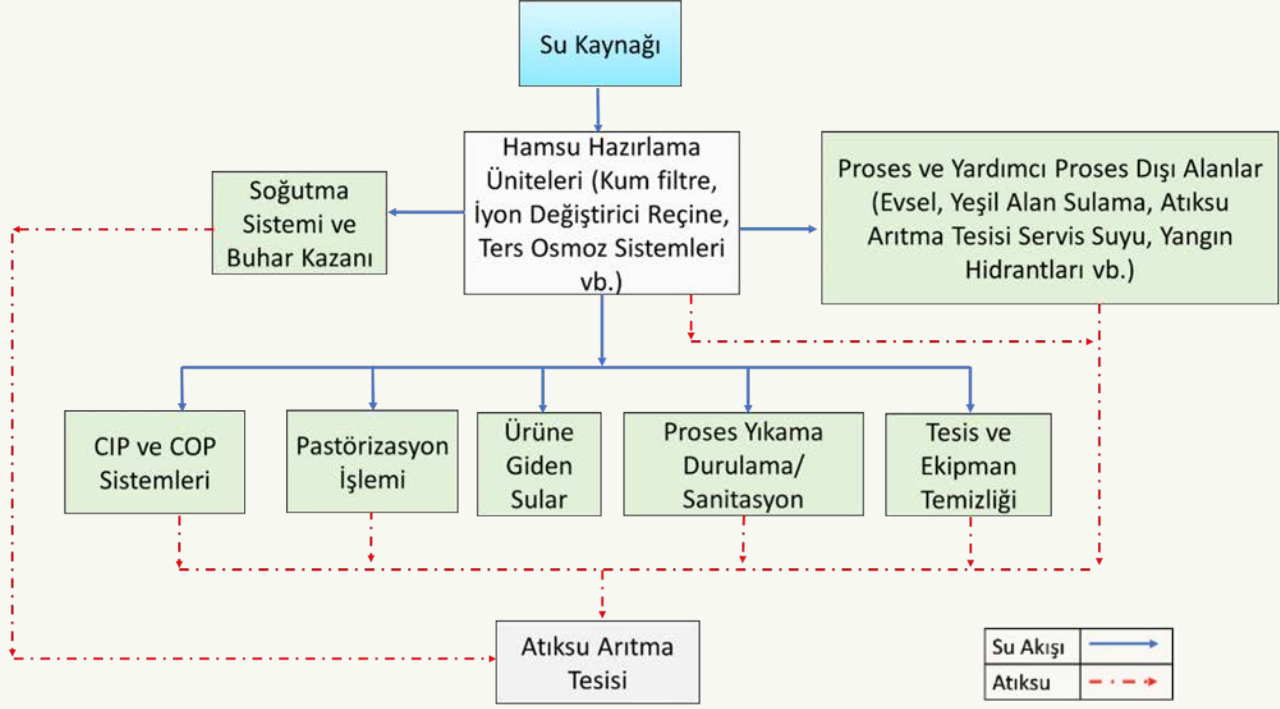 Su Kaynağı
Hamsu Hazırlama
Üniteleri (Kum filtre,
İyon Değiştirici Reçine,
Ters Osmoz Sistemleri
vb.)
Soğutma
Sistemi ve
Buhar Kazanı
Proses ve Yardımcı Proses Dışı Alanlar
(Evsel, Yeşil Alan Sulama, Atıksu
Arıtma Tesisi Servis Suyu, Yangın
Hidrantları vb.)
CIP ve COP
Sistemleri
Pastörizasyon
İşlemi
Ürüne
Giden
Sular
Proses Yıkama
Durulama/
Sanitasyon
Tesis ve
Ekipman
Temizliği
Atıksu Arıtma
Tesisi
Su Akışı
Atıksu